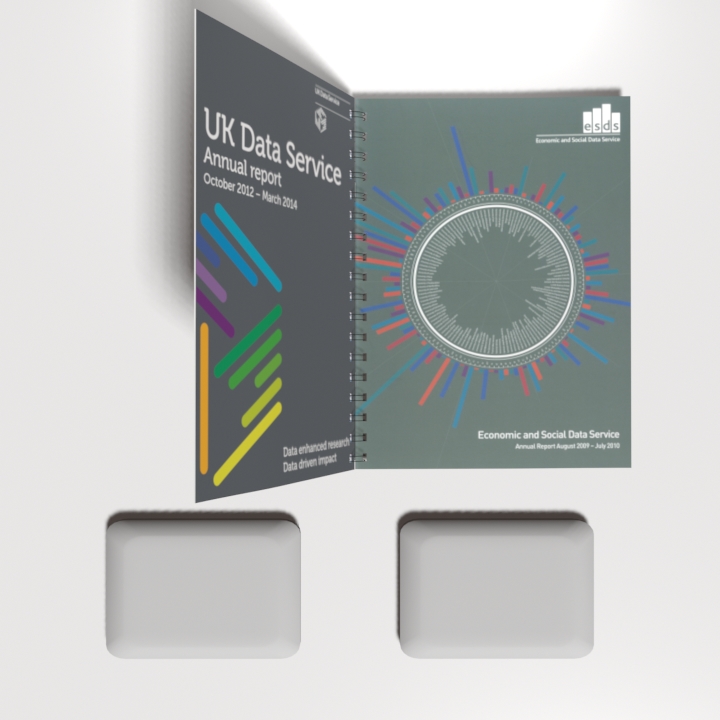 UK Data Service
UK Data Service
Annual report
October 2012 – March 2014
Data enhanced research
Data driven impact
esds
Economic and Social Data Service
Economic and Social Data Service
Annual Report August 2009 – July 2010